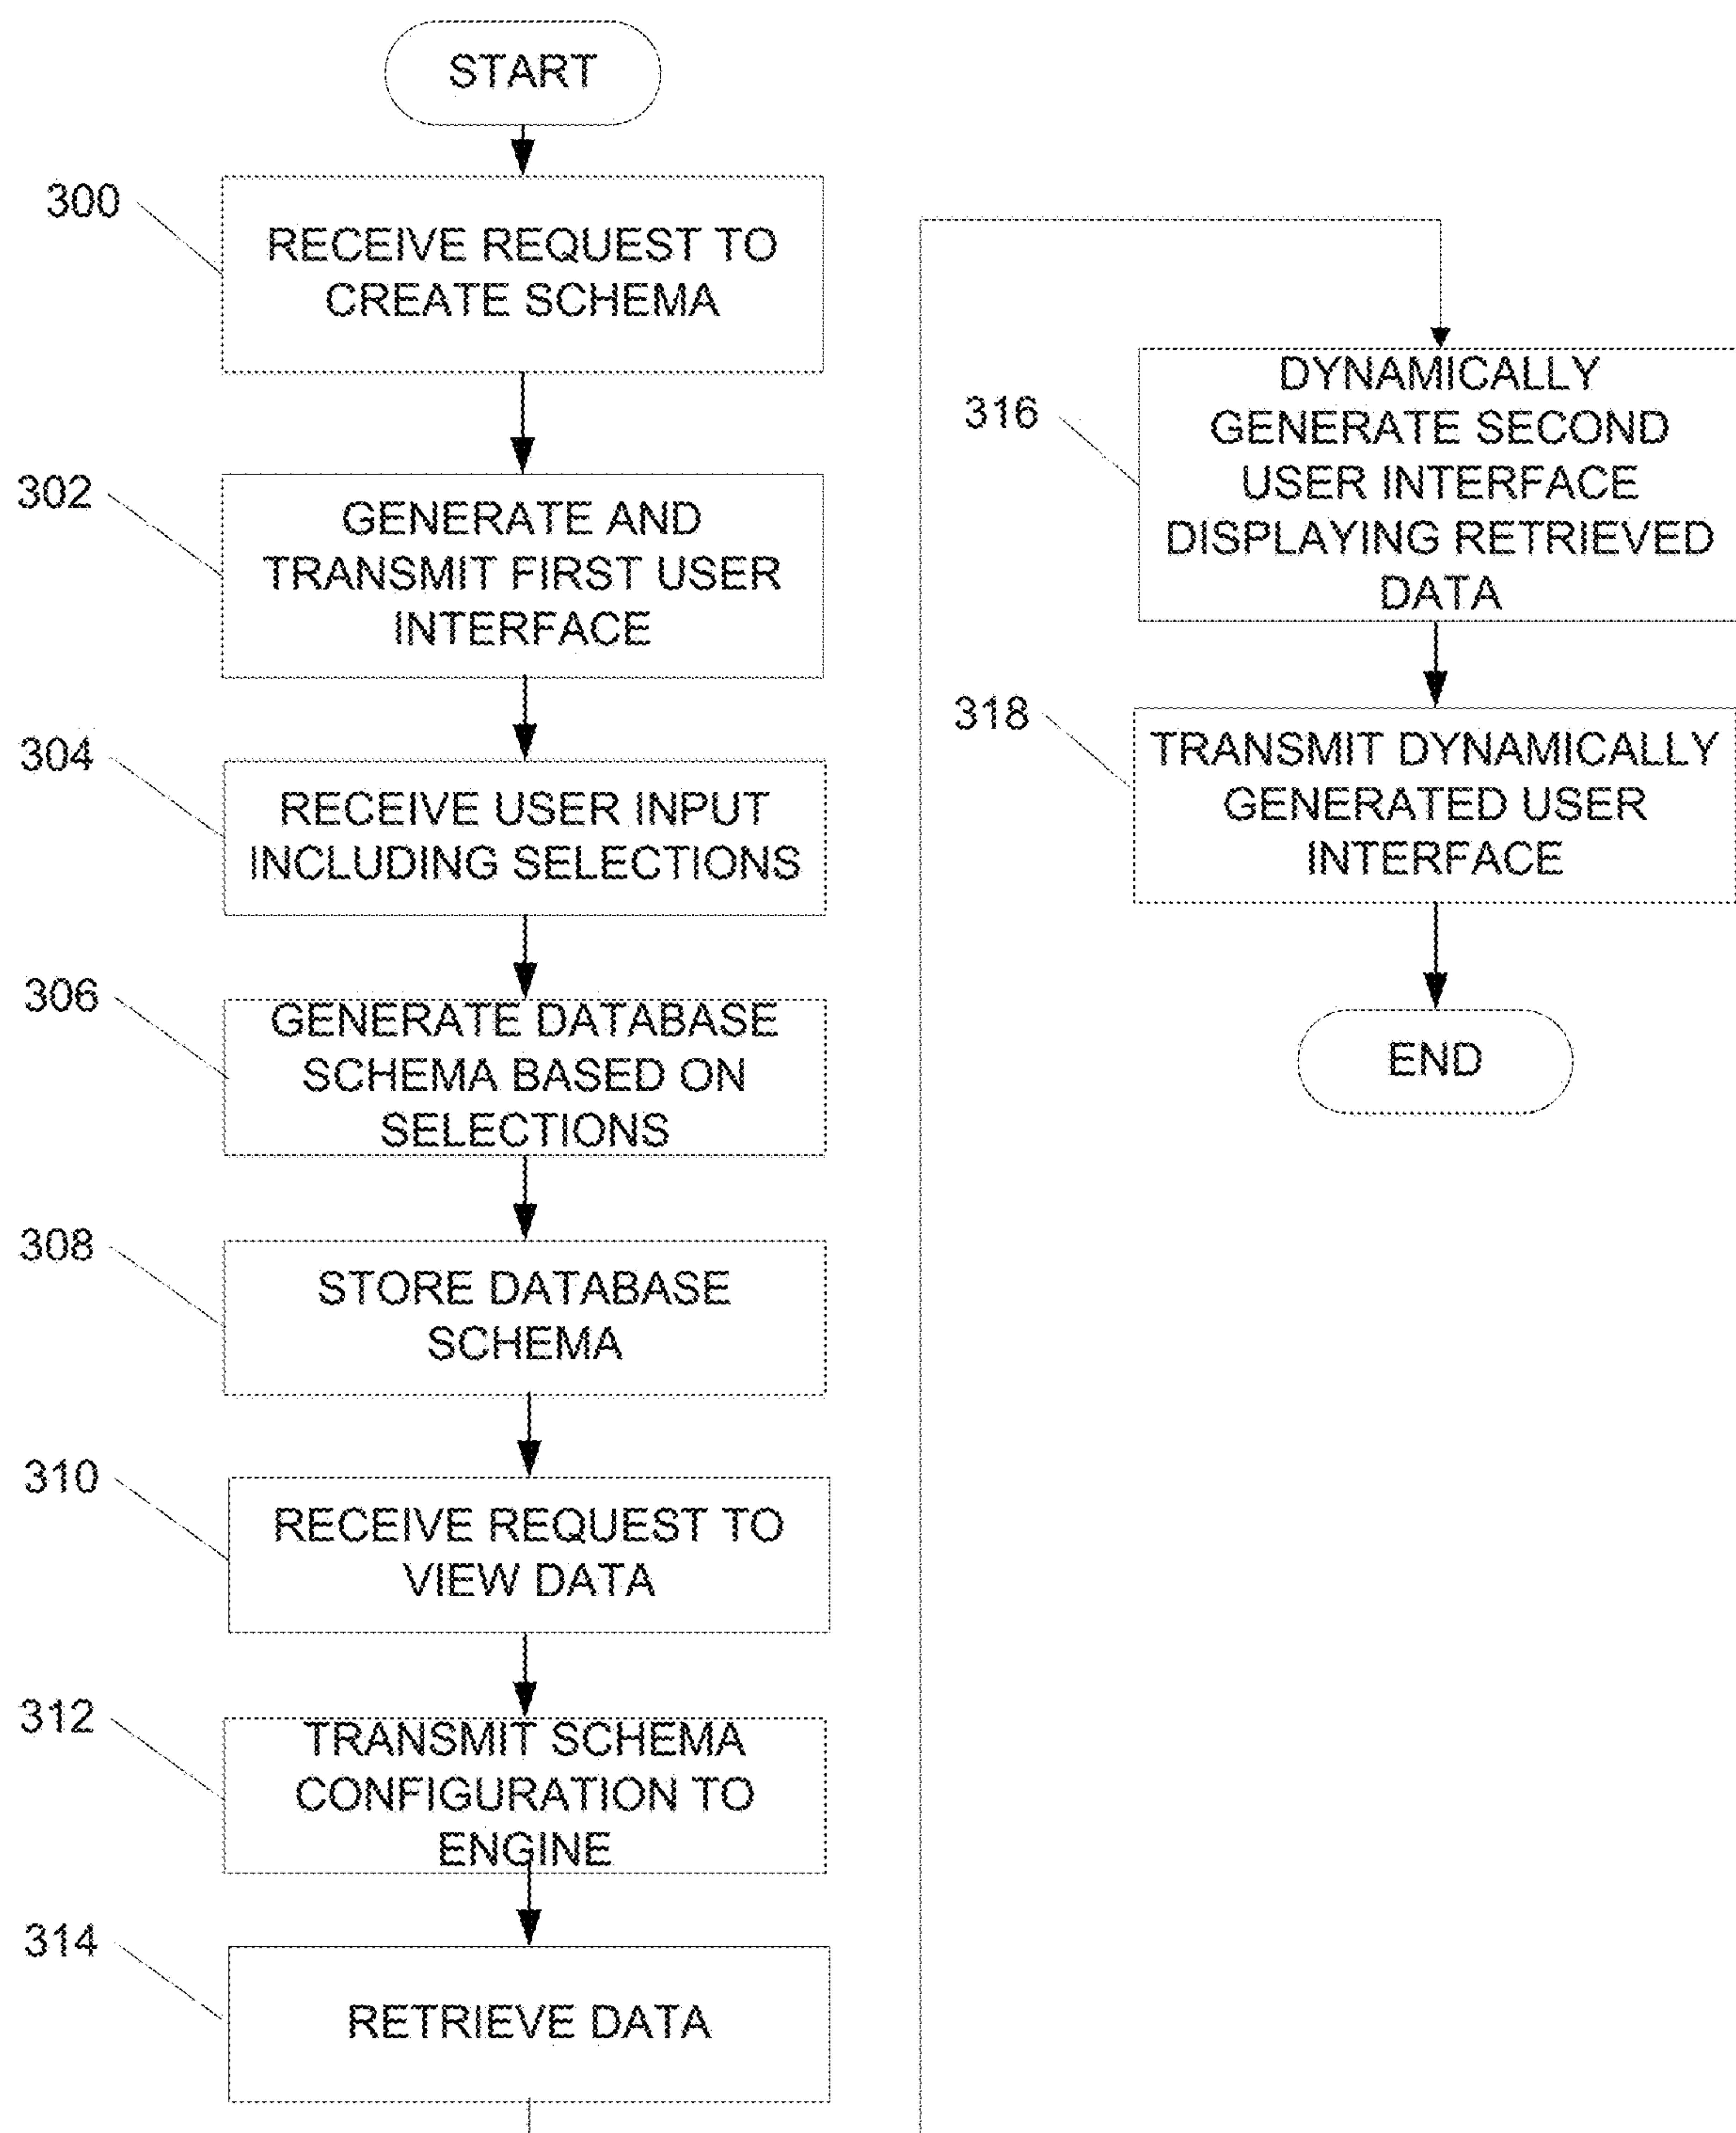 START
300
RECEIVE REQUEST TO
CREATE SCHEMA
302
GENERATE AND
TRANSMIT FIRST USER
INTERFACE
304
RECEIVE USER INPUT
INCLUDING SELECTIONS
306
GENERATE DATABASE
SCHEMA BASED ON
SELECTIONS
308
STORE DATABASE
SCHEMA
310
RECEIVE REQUEST TO
VIEW DATA
312
TRANSMIT SCHEMA
CONFIGURATION TO
ENGINE
314
RETRIEVE DATA
316
DYNAMICALLY
GENERATE SECOND
USER INTERFACE
DISPLAYING RETRIEVED
DATA
318
TRANSMIT DYNAMICALLY
GENERATED USER
INTERFACE
END